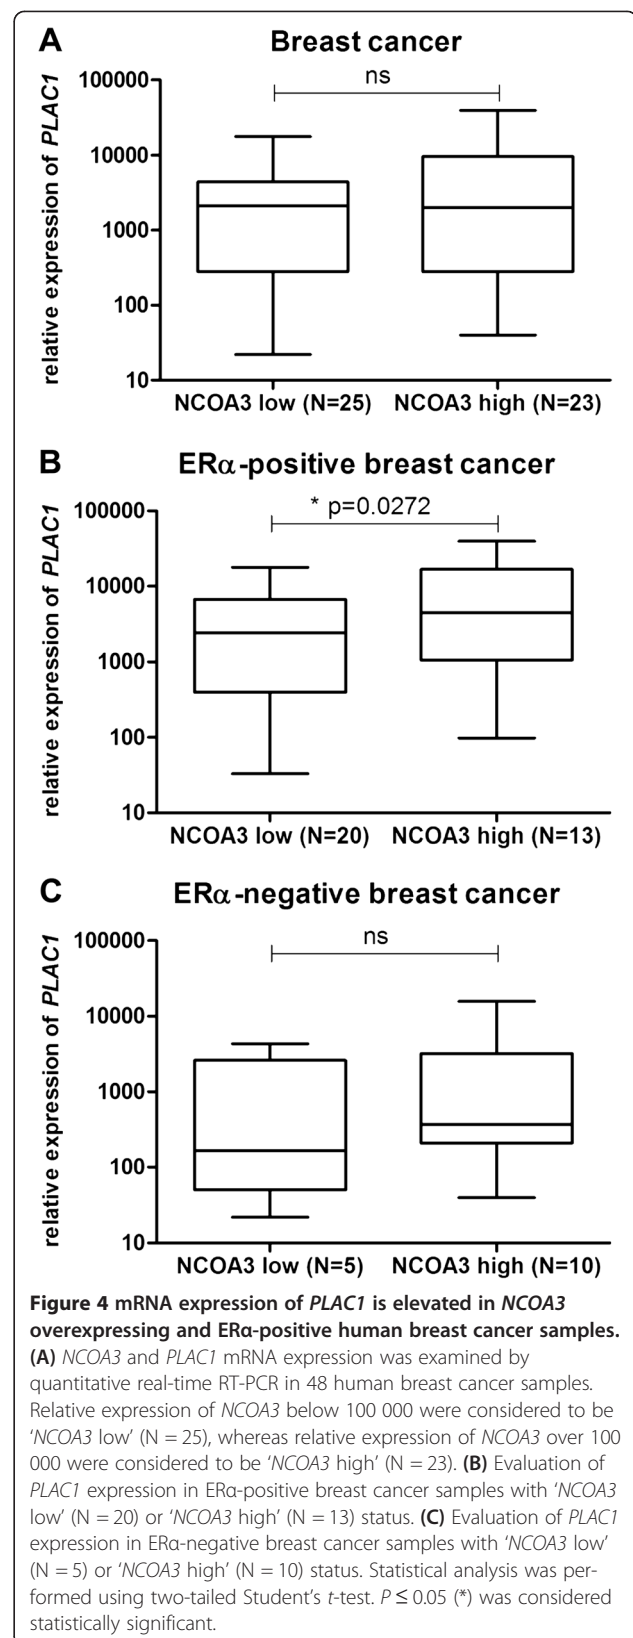 A
Breast cancer
relative expression of PLAC1
100000
10000
1000
100
10
ns
NCOA3 low (N=25)
NCOA3 high (N=23)
B
ERα-positive breast cancer
relative expression of PLAC1
100000
10000
1000
100
10
* p=0.0272
NCOA3 low (N=20)
NCOA3 high (N=13)
C
ERα-negative breast cancer
relative expression of PLAC1
100000
10000
1000
100
10
ns
NCOA3 low (N=5)
NCOA3 high (N=10)
Figure 4 mRNA expression of PLAC1 is elevated in NCOA3
overexpressing and ERα-positive human breast cancer samples.
(A) NCOA3 and PLAC1 mRNA expression was examined by
quantitative real-time RT-PCR in 48 human breast cancer samples.
Relative expression of NCOA3 below 100 000 were considered to be
‘NCOA3 low’ (N = 25), whereas relative expression of NCOA3 over 100
000 were considered to be ‘NCOA3 high’ (N = 23). (B) Evaluation of
PLAC1 expression in ERα-positive breast cancer samples with ‘NCOA3
low’ (N = 20) or ‘NCOA3 high’ (N = 13) status. (C) Evaluation of PLAC1
expression in ERα-negative breast cancer samples with ‘NCOA3 low’
(N = 5) or ‘NCOA3 high’ (N = 10) status. Statistical analysis was per-
formed using two-tailed Student’s t-test. P ≤ 0.05 (*) was considered
statistically significant.